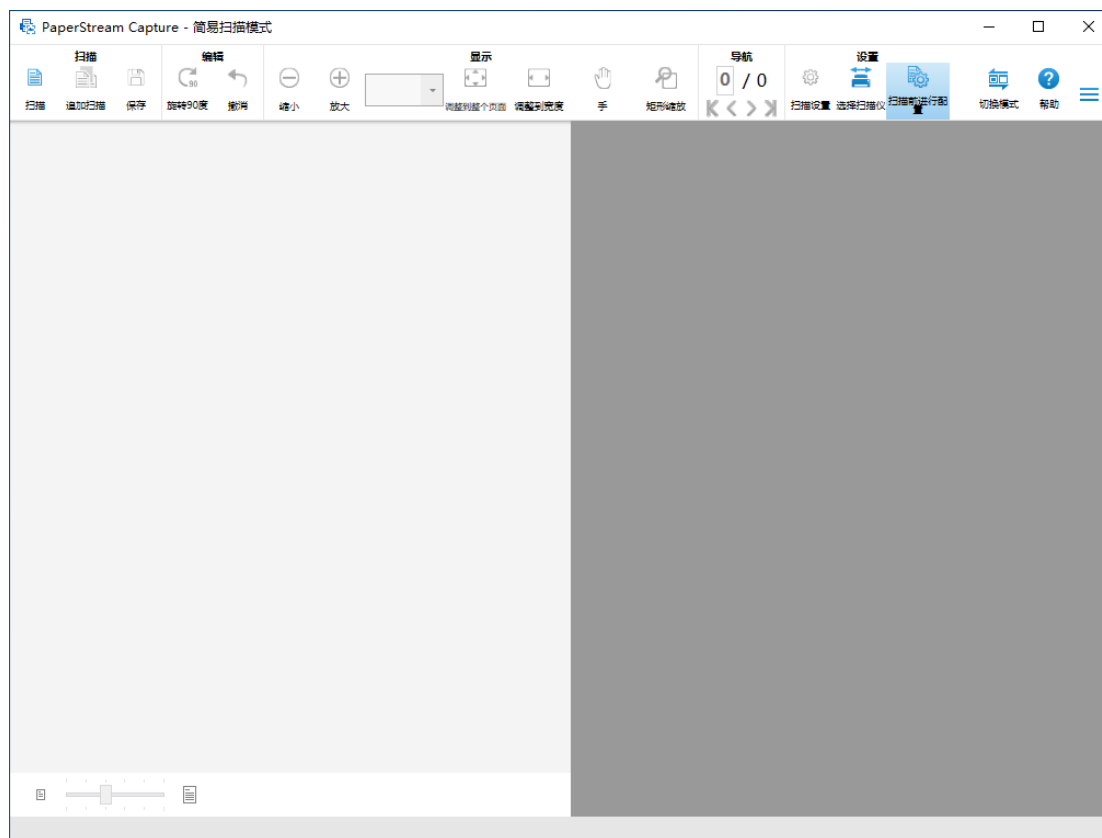 PaperStream Capture - 简易扫描模式
扫描 编辑 显示 导航 设置
90
0 / 0
扫描 追加扫描 保存 旋转90度 撤消 缩小 放大 调整到整个页面 调整到宽度 手 矩形缩放 扫描设置 选择扫描仪 扫描前进行配
置 切换模式 帮助